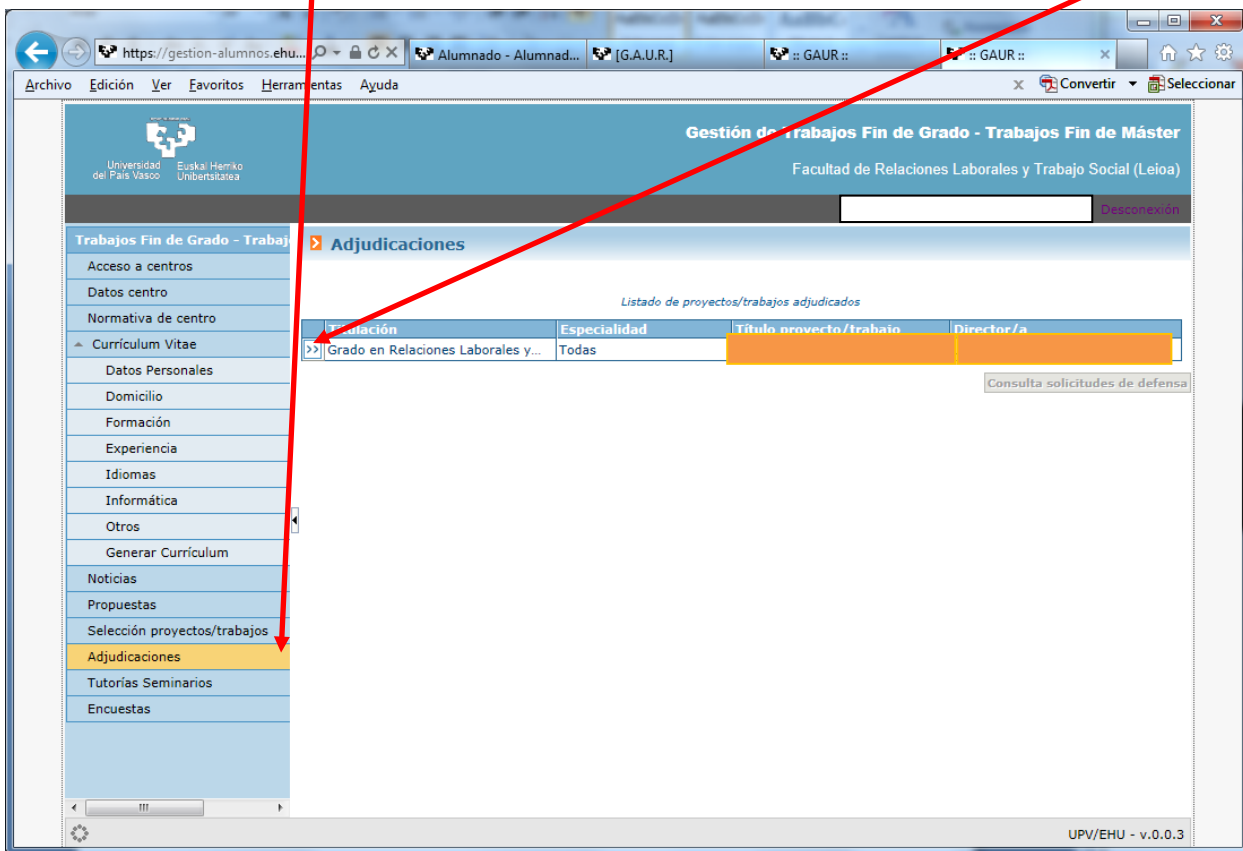 https://gestion-alumnos.ehu...
Alumnado - Alumnad...
[G.A.U.R.]
:: GAUR ::
:: GAUR ::
Archivo Edición Ver Favoritos Herramientas Ayuda
x Convertir Seleccionar
Universidad del País Vasco
Euskal Herriko Unibertsitatea
Gestión de Trabajos Fin de Grado - Trabajos Fin de Máster
Facultad de Relaciones Laborales y Trabajo Social (Leioa)
Desconexión
Trabajos Fin de Grado - Trabaj
Acceso a centros
Datos centro
Normativa de centro
Currículum Vitae
Datos Personales
Domicilio
Formación
Experiencia
Idiomas
Informática
Otros
Generar Currículum
Noticias
Propuestas
Selección proyectos/trabajos
Adjudicaciones
Tutorías Seminarios
Encuestas
Adjudicaciones
Listado de proyectos/trabajos adjudicados
Titulación Especialidad Título proyecto/trabajo Director/a
>> Grado en Relaciones Laborales y... Todas
Consulta solicitudes de defensa
UPV/EHU - v.0.0.3